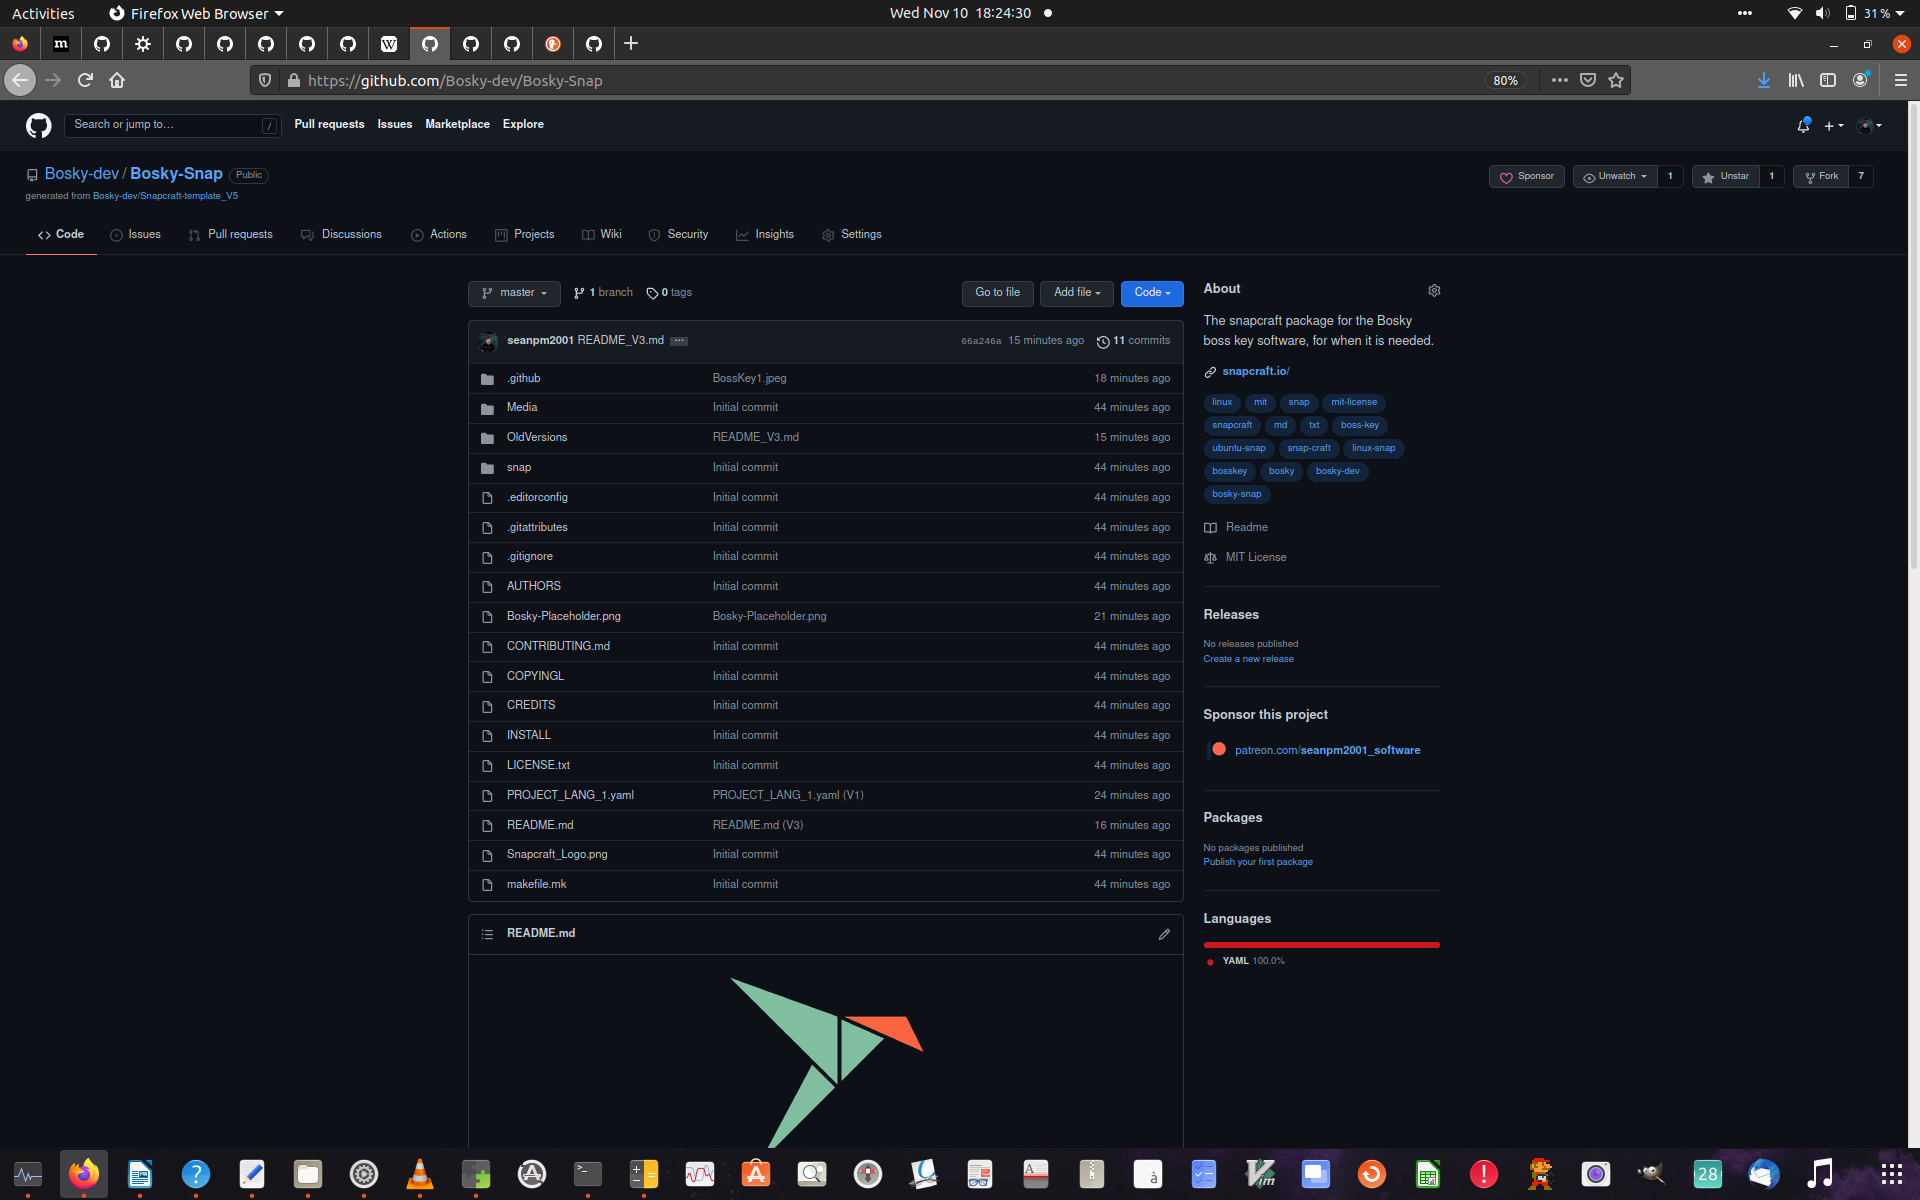 Activities Firefox Web Browser Wed Nov 10 18:24:30 31 %
m W
https://github.com/Bosky-dev/Bosky-Snap 80%
Search or jump to... / Pull requests Issues Marketplace Explore
Bosky-dev / Bosky-Snap Public Sponsor Unwatch 1 Unstar 1 Fork 7
generated from Bosky-dev/Snapcraft-template_V5
Code Issues Pull requests Discussions Actions Projects Wiki Security Insights Settings
master 1 branch 0 tags Go to file Add file Code
seanpm2001 README_V3.md 66a246a 15 minutes ago 11 commits
.github BossKey1.jpeg 18 minutes ago
Media Initial commit 44 minutes ago
OldVersions README_V3.md 15 minutes ago
snap Initial commit 44 minutes ago
.editorconfig Initial commit 44 minutes ago
.gitattributes Initial commit 44 minutes ago
.gitignore Initial commit 44 minutes ago
AUTHORS Initial commit 44 minutes ago
Bosky-Placeholder.png Bosky-Placeholder.png 21 minutes ago
CONTRIBUTING.md Initial commit 44 minutes ago
COPYINGL Initial commit 44 minutes ago
CREDITS Initial commit 44 minutes ago
INSTALL Initial commit 44 minutes ago
LICENSE.txt Initial commit 44 minutes ago
PROJECT_LANG_1.yaml PROJECT_LANG_1.yaml (V1) 24 minutes ago
README.md README.md (V3) 16 minutes ago
Snapcraft_Logo.png Initial commit 44 minutes ago
makefile.mk Initial commit 44 minutes ago
README.md
About
The snapcraft package for the Bosky
boss key software, for when it is needed.
snapcraft.io/
linux mit snap mit-license
snapcraft md txt boss-key
ubuntu-snap snap-craft linux-snap
bosskey bosky bosky-dev
bosky-snap
Readme
MIT License
Releases
No releases published
Create a new release
Sponsor this project
patreon.com/seanpm2001_software
Packages
No packages published
Publish your first package
Languages
YAML 100.0%
? >_ A à Vim ! 28